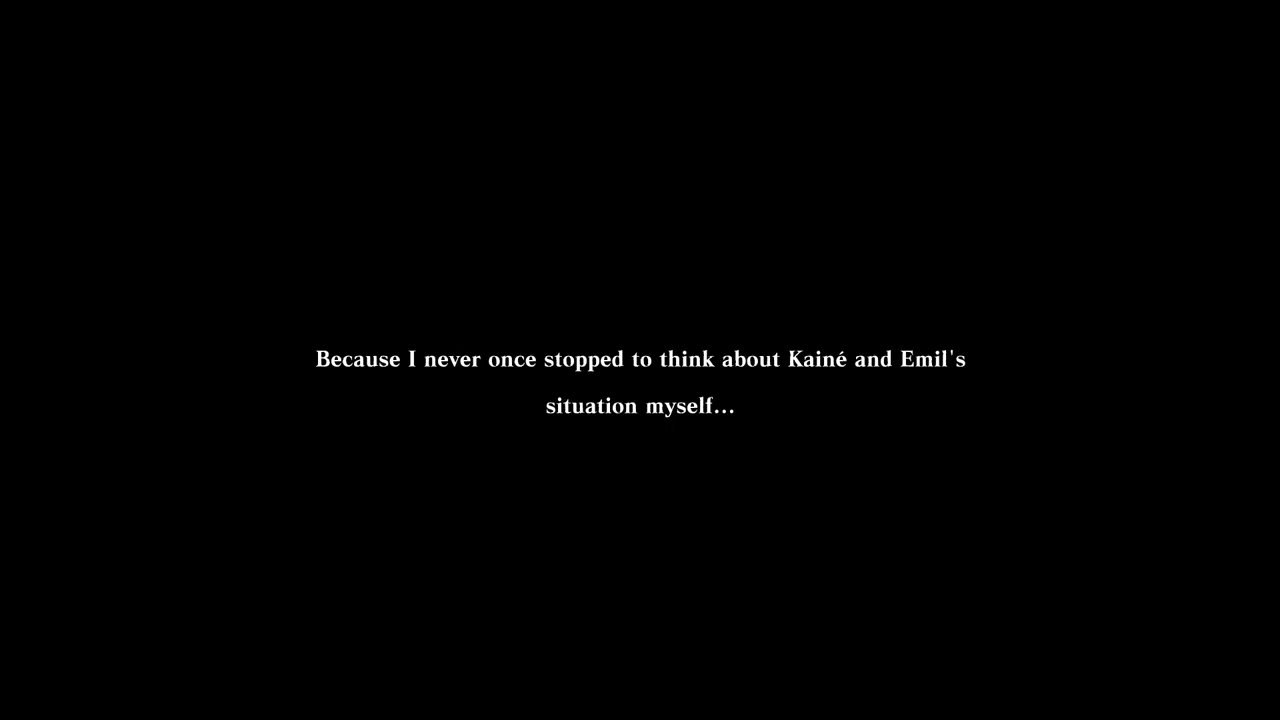 Because I never once stopped to think about Kainé and Emil's
situation myself...